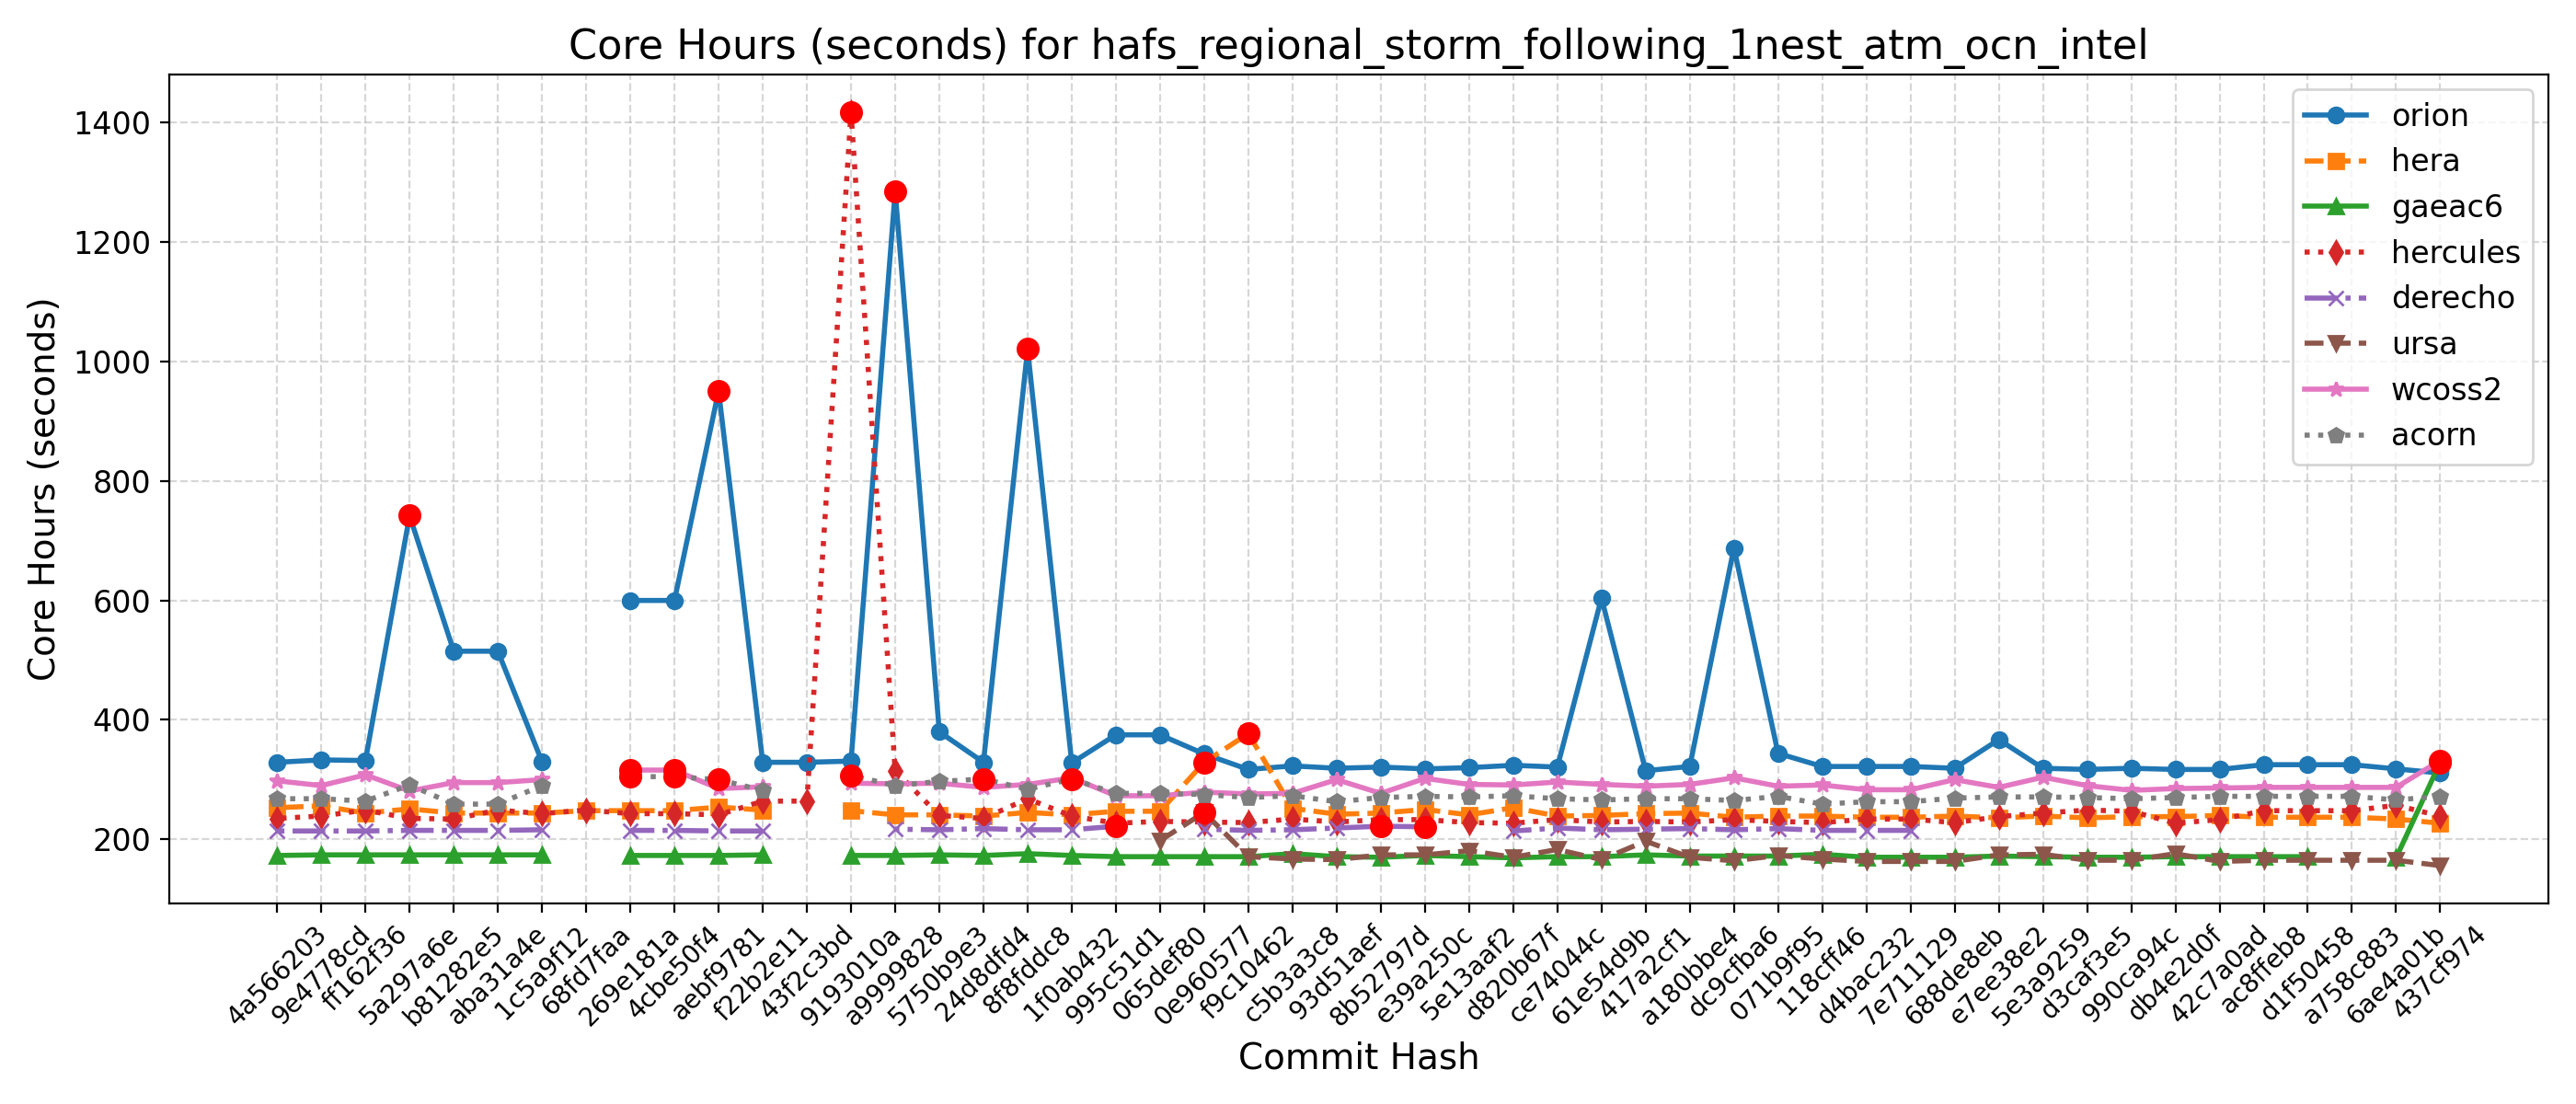 Core Hours (seconds) for hafs_regional_storm_following_1nest_atm_ocn_intel
Core Hours (seconds)
1400
1200
1000
800
600
400
200
orion
hera
gaeac6
hercules
derecho
ursa
wcoss2
acorn
4a566203
9e4778cd
ff162f36
5a297a6e
b81282e5
aba31a4e
1c5a9f12
68fd7faa
269e181a
4cbe50f4
aebf9781
f22b2e11
43f2c3bd
9193010a
a9999828
5750b9e3
24d8dfd4
8f8fddc8
1f0ab432
995c51d1
065def80
0e960577
f9c10462
c5b3a3c8
93d51aef
8b52797d
e39a250c
5e13aaf2
d820b67f
ce74044c
61e54d9b
417a2cf1
a180bbe4
dc9cfba6
071b9f95
118cff46
d4bac232
7e711129
688de8eb
e7ee38e2
5e3a9259
d3caf3e5
990ca94c
db4e2d0f
42c7a0ad
ac8ffeb8
d1f50458
a758c883
6ae4a01b
437cf974
Commit Hash